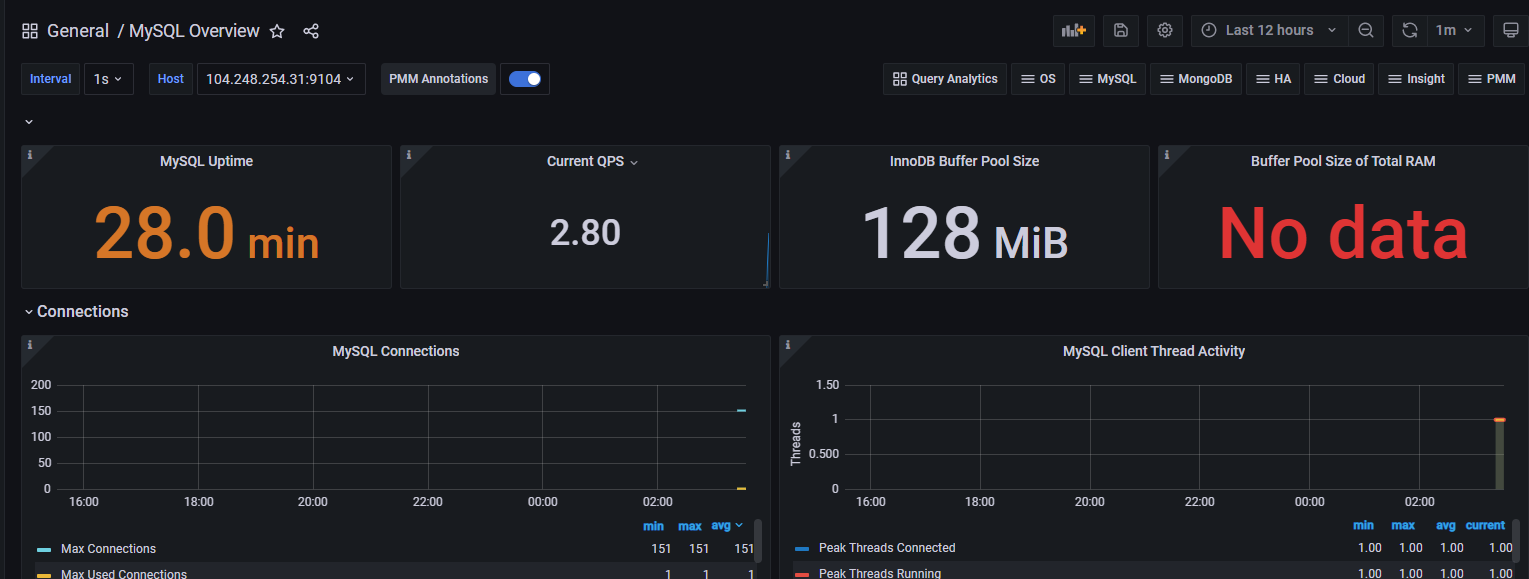 General / MySQL Overview
Last 12 hours
1m
Interval 1s Host 104.248.254.31:9104 PMM Annotations
Query Analytics OS MySQL MongoDB HA Cloud Insight PMM
MySQL Uptime
28.0 min
Current QPS
2.80
InnoDB Buffer Pool Size
128 MiB
Buffer Pool Size of Total RAM
No data
Connections
MySQL Connections
200
150
100
50
0
16:00 18:00 20:00 22:00 00:00 02:00
min max avg
Max Connections 151 151 151
Max Used Connections 1 1 1
MySQL Client Thread Activity
Threads
1.50
1
0.500
0
16:00 18:00 20:00 22:00 00:00 02:00
min max avg current
Peak Threads Connected 1.00 1.00 1.00 1.00
Peak Threads Running 1.00 1.00 1.00 1.00